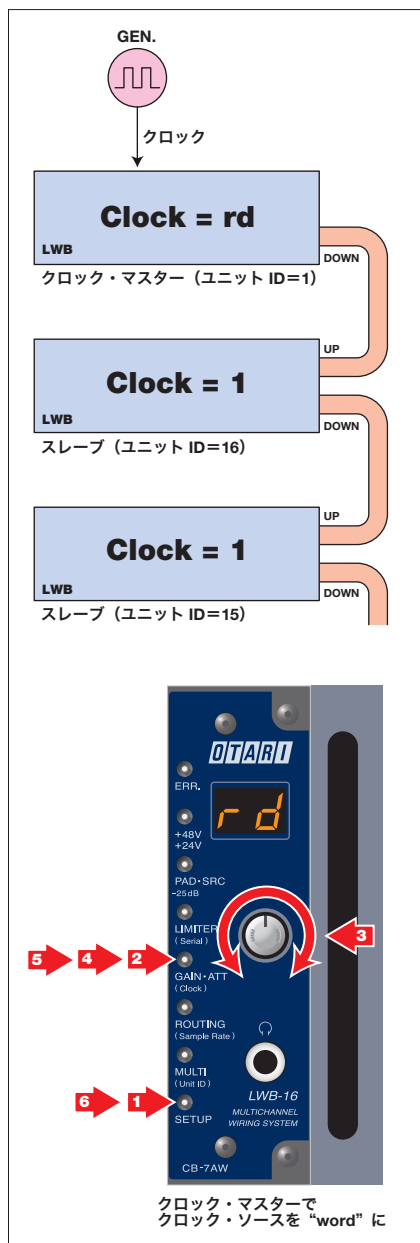 GEN.
クロック
Clock = rd
LWB
DOWN
クロック・マスター（ユニット ID＝1）
UP
Clock = 1
LWB
DOWN
スレーブ（ユニット ID＝16）
UP
Clock = 1
LWB
DOWN
スレーブ（ユニット ID＝15）
OTARI
ERR.
rd
+48V
+24V
PAD・SRC
-25dB
LIMITER
(Serial)
3
5 4 2
GAIN・ATT
(Clock)
ROUTING
(Sample Rate)
MULTI
(Unit ID)
LWB-16
6 1
MULTICHANNEL
WIRING SYSTEM
SETUP
CB-7AW
クロック・マスターで
クロック・ソースを“word”に